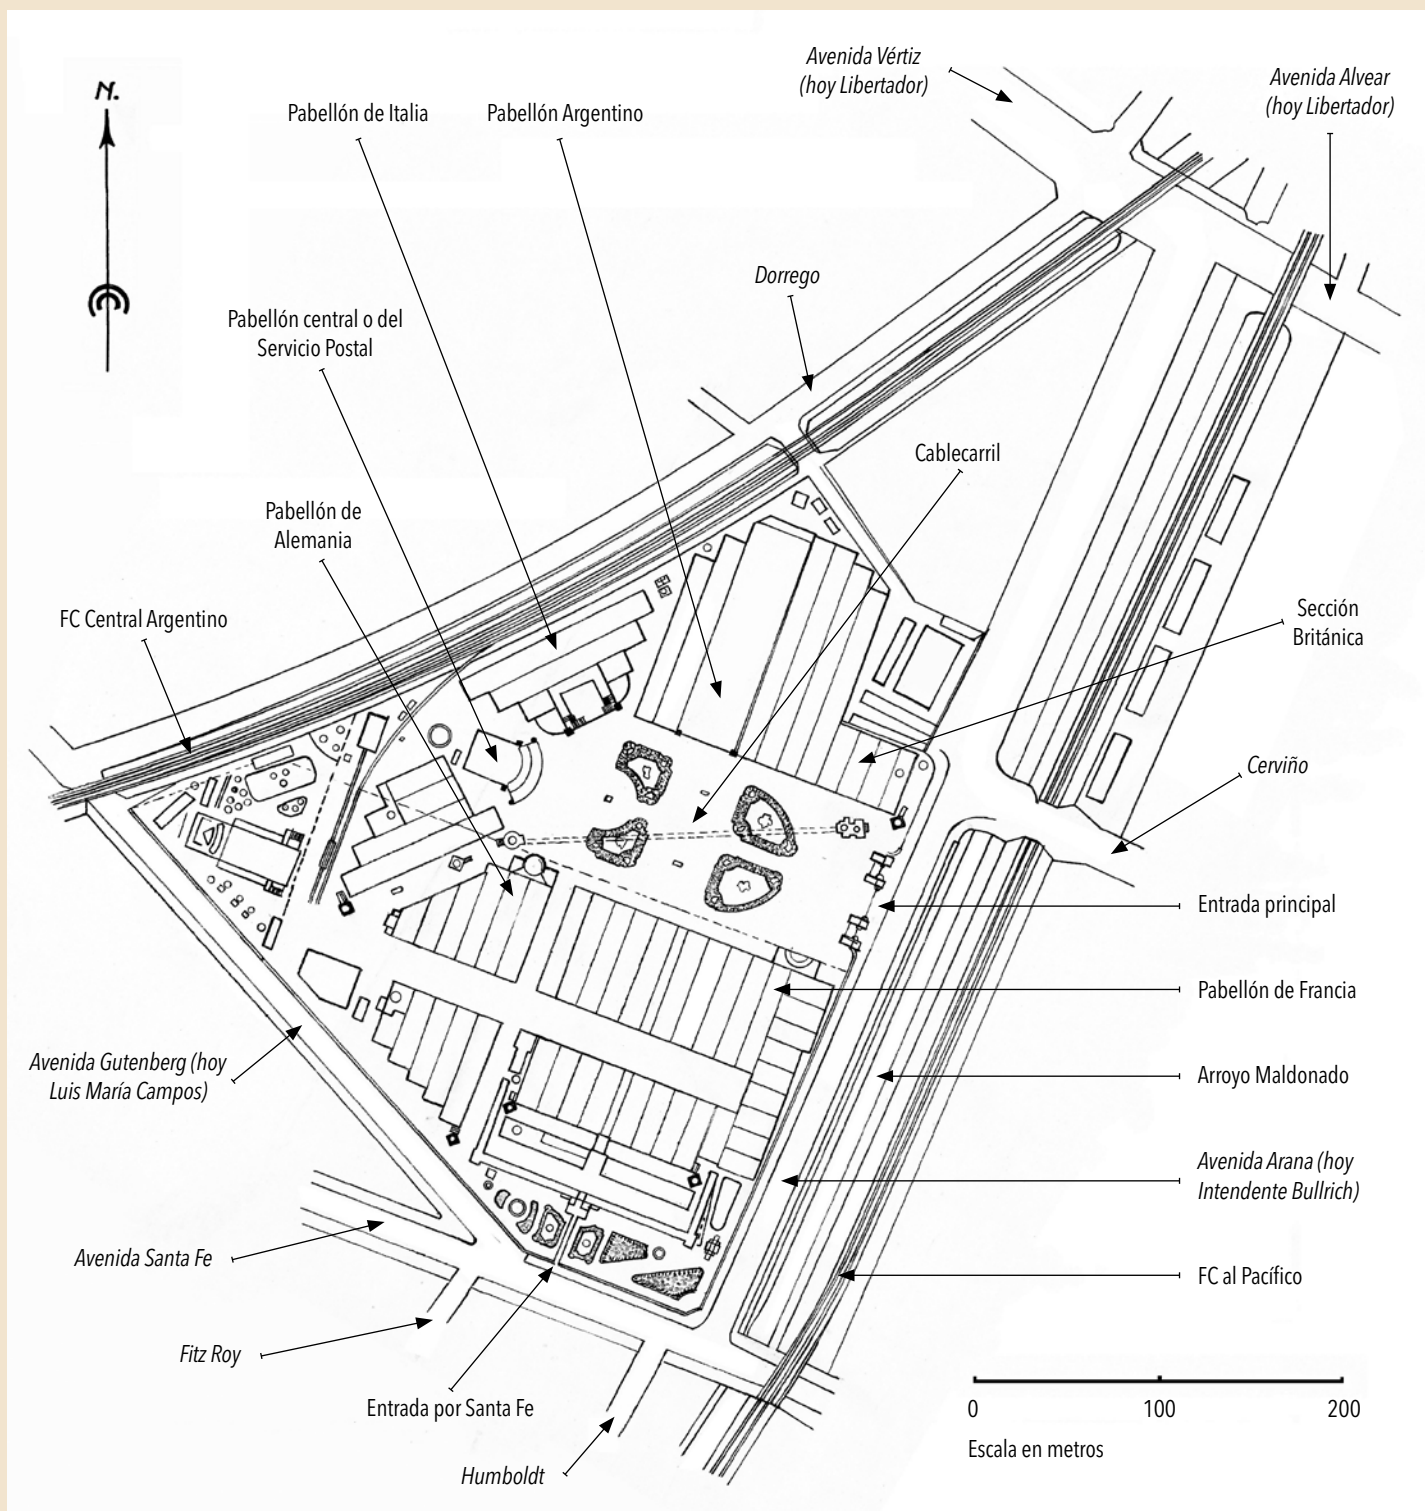 Avenida Vértiz
(hoy Libertador)
Avenida Alvear
(hoy Libertador)
N.
Pabellón de Italia
Pabellón Argentino
Dorrego
Pabellón central o del
Servicio Postal
Cablecarril
Pabellón de
Alemania
FC Central Argentino
Sección
Británica
Cerviño
Entrada principal
Pabellón de Francia
Avenida Gutenberg (hoy
Luis María Campos)
Arroyo Maldonado
Avenida Arana (hoy
Intendente Bullrich)
Avenida Santa Fe
FC al Pacífico
Fitz Roy
Entrada por Santa Fe
Humboldt
0 100 200
Escala en metros